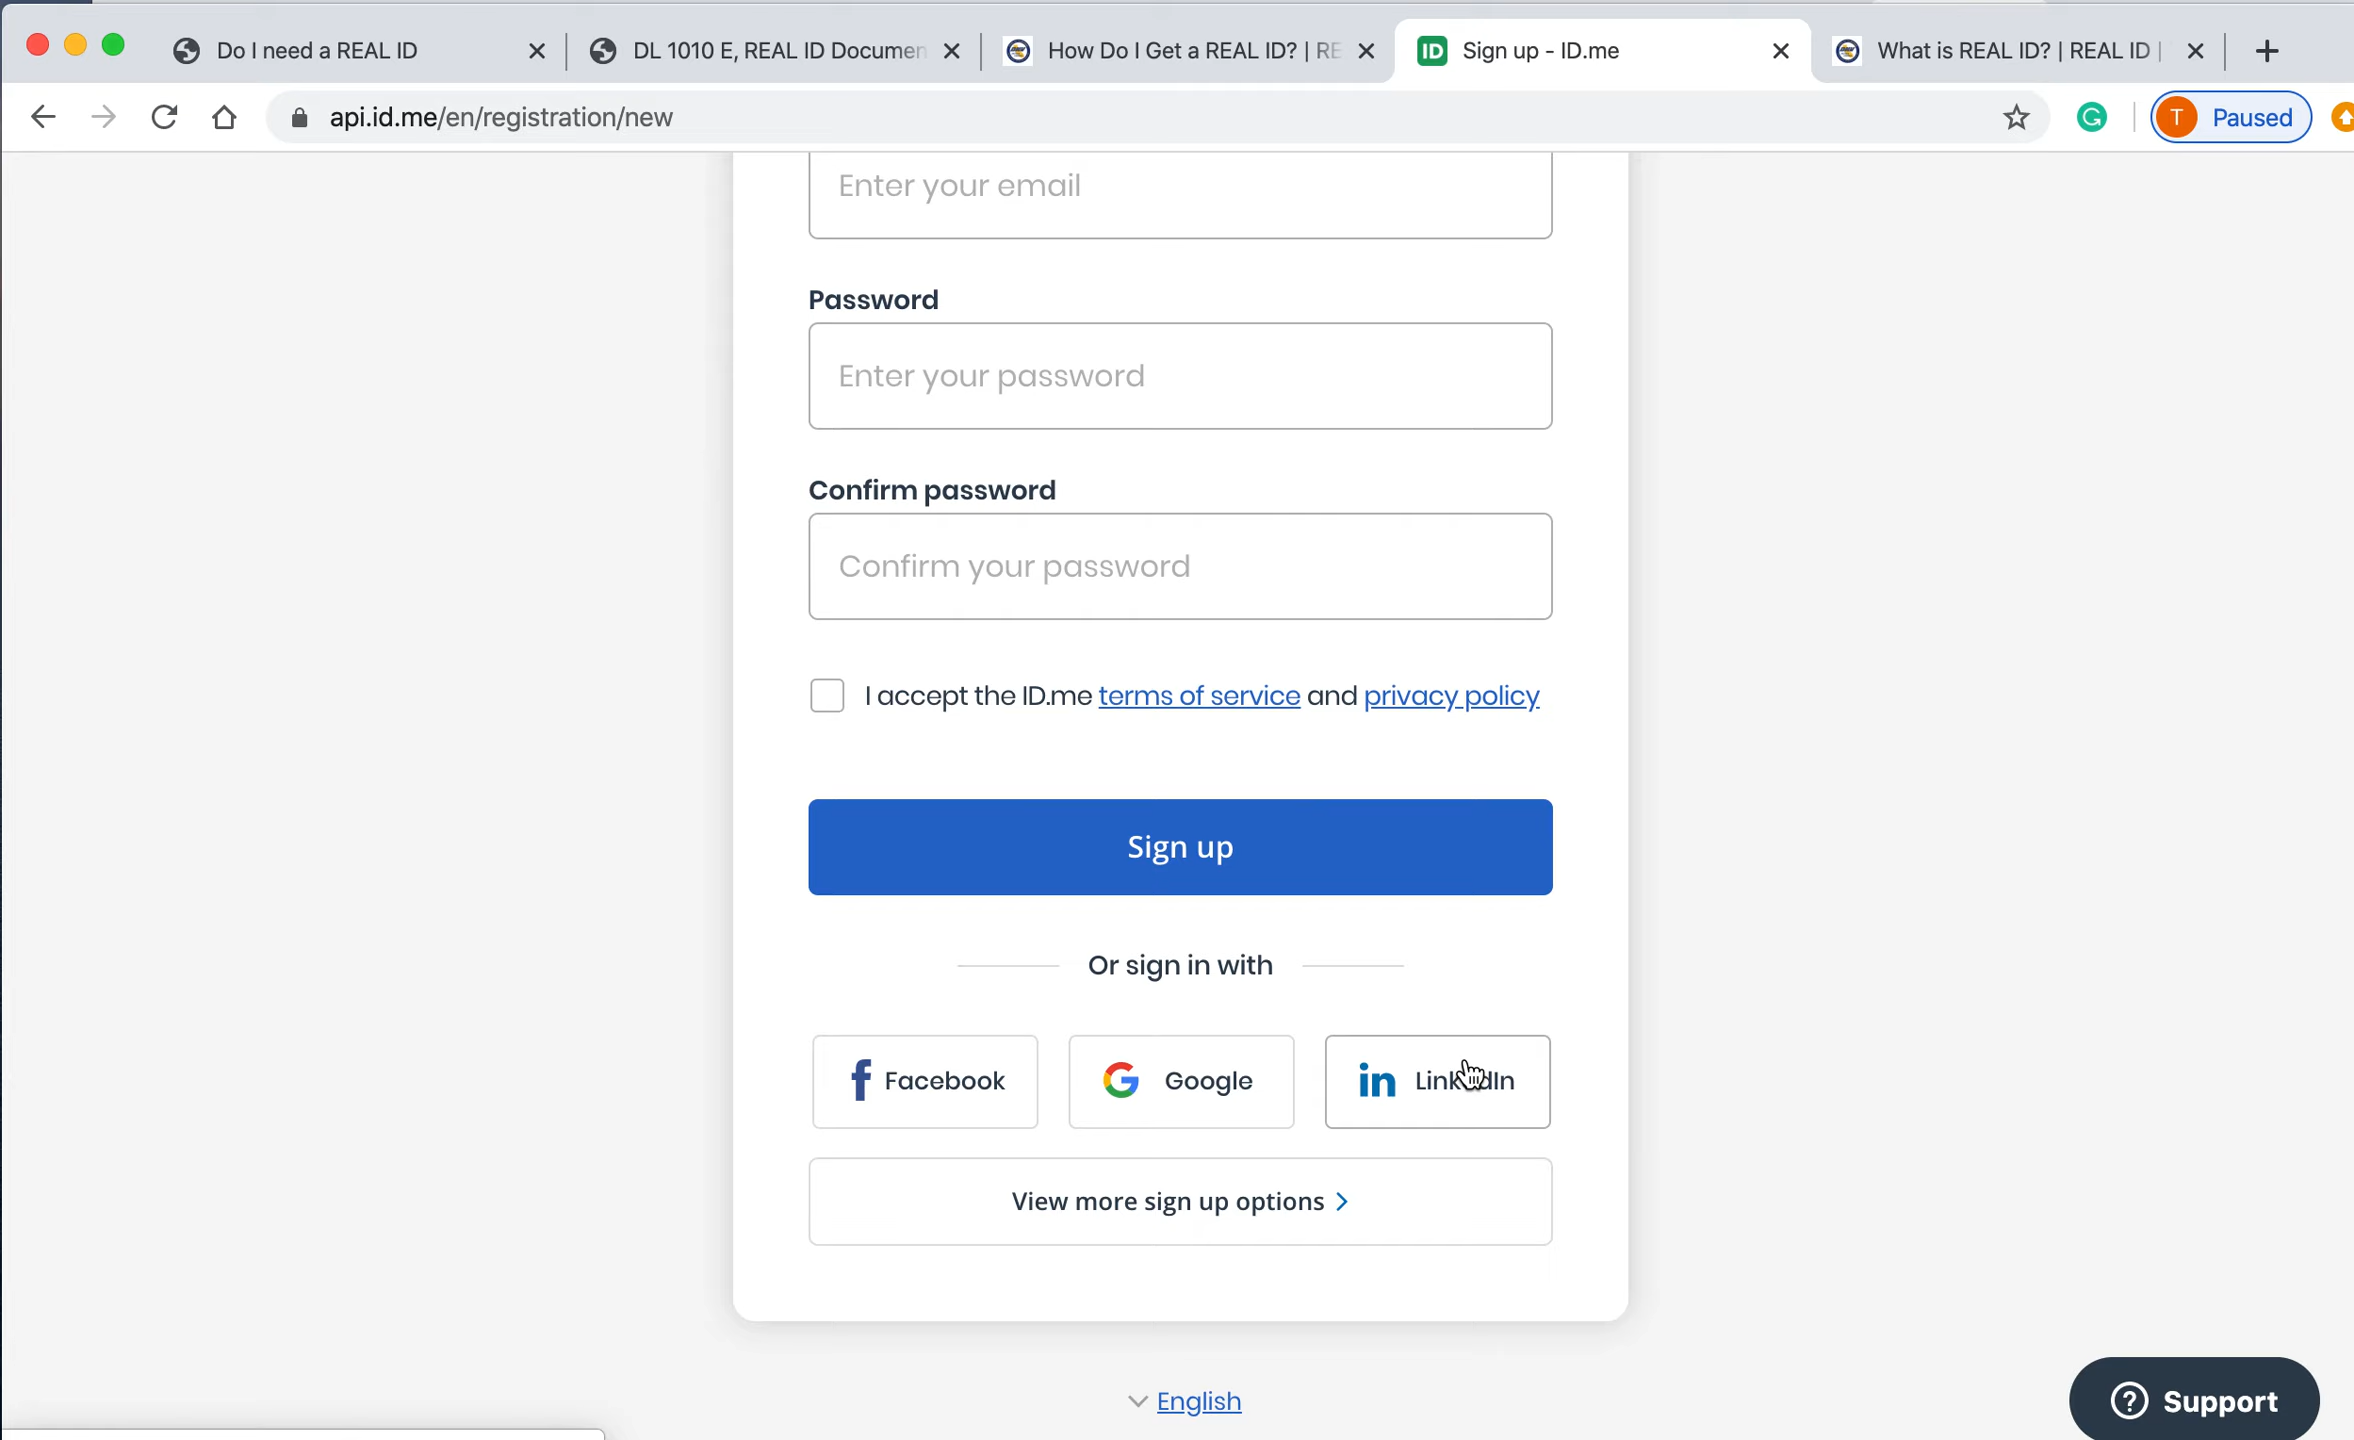 Do I need a REAL ID
DL 1010 E, REAL ID Documen
How Do I Get a REAL ID? | RE
ID Sign up - ID.me
What is REAL ID? | REAL ID |
api.id.me/en/registration/new
T Paused
Enter your email
Password
Enter your password
Confirm password
Confirm your password
I accept the ID.me terms of service and privacy policy
Sign up
Or sign in with
Facebook
Google
in LinkedIn
View more sign up options
English
? Support